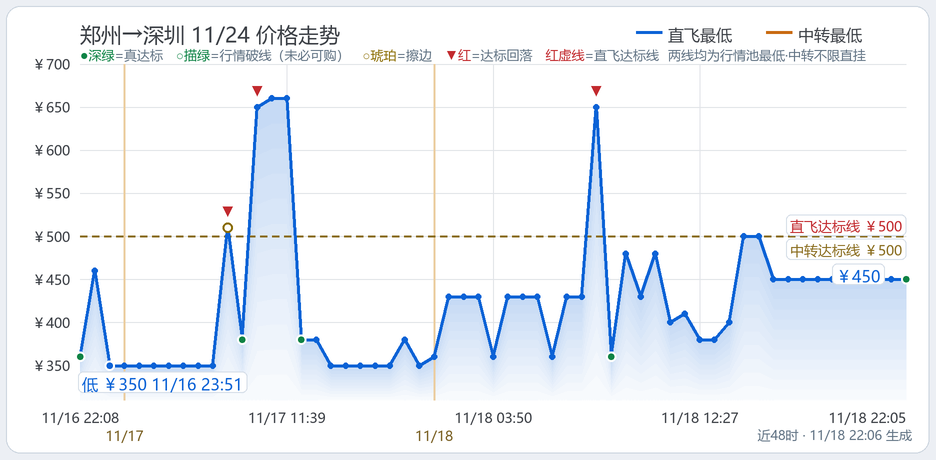 郑州→深圳 11/24 价格走势
直飞最低 中转最低
●深绿=真达标 ○描绿=行情破线（未必可购） ○琥珀=擦边 ▼红=达标回落 红虚线=直飞达标线 两线均为行情池最低·中转不限直挂
¥700
¥650
¥600
¥550
¥500
¥450
¥400
¥350
直飞达标线 ¥500
中转达标线 ¥500
¥450
低 ¥350 11/16 23:51
11/16 22:08 11/17 11:39 11/18 03:50 11/18 12:27 11/18 22:05
11/17 11/18
近48时 · 11/18 22:06 生成